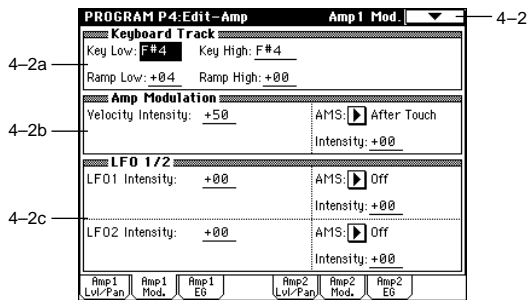 PROGRAM P4:Edit-Amp Amp1 Mod. 4–2
Keyboard Track
Key Low: F#4 Key High: F#4
4–2a
Ramp Low: +04 Ramp High: +00
Amp Modulation
Velocity Intensity: +50 AMS: After Touch
4–2b
Intensity: +00
LFO 1/2
LFO1 Intensity: +00 AMS: Off
Intensity: +00
4–2c
LFO2 Intensity: +00 AMS: Off
Intensity: +00
Amp1 Lvl/Pan Amp1 Mod. Amp1 EG Amp2 Lvl/Pan Amp2 Mod. Amp2 EG